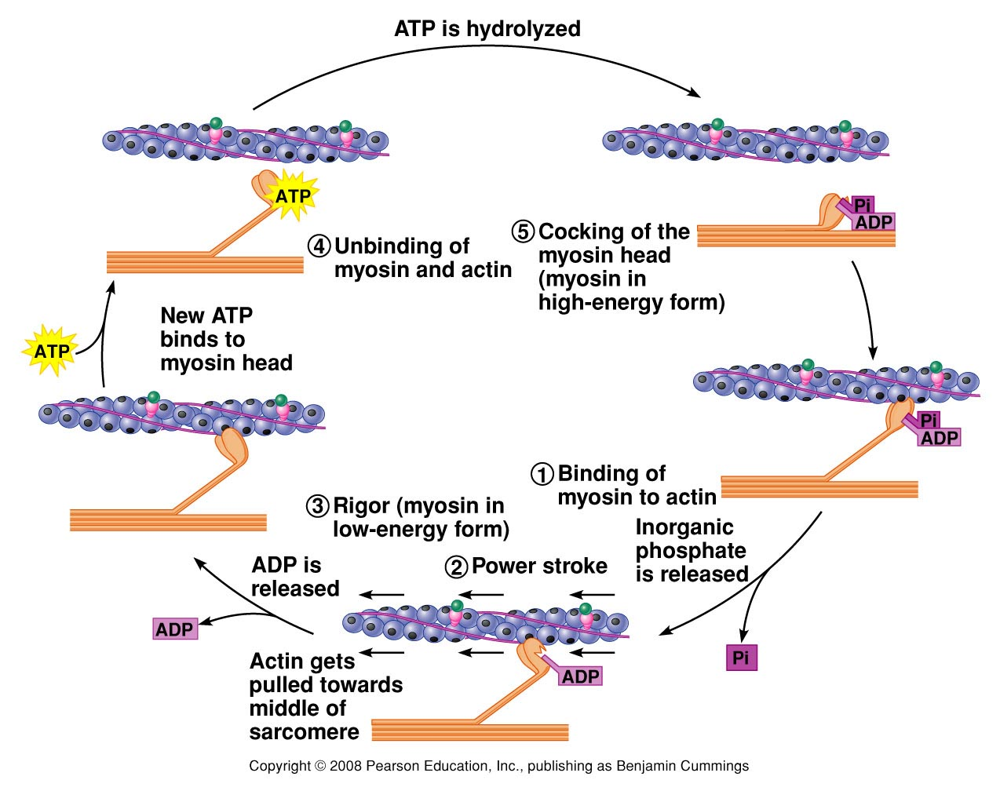 ATP is hydrolyzed
ATP
④ Unbinding of
myosin and actin
Pi
ADP
⑤ Cocking of the
myosin head
(myosin in
high-energy form)
New ATP
binds to
myosin head
ATP
Pi
ADP
① Binding of
myosin to actin
Inorganic
phosphate
is released
Pi
③ Rigor (myosin in
low-energy form)
② Power stroke
ADP is
released
ADP
ADP
Actin gets
pulled towards
middle of
sarcomere
Copyright © 2008 Pearson Education, Inc., publishing as Benjamin Cummings